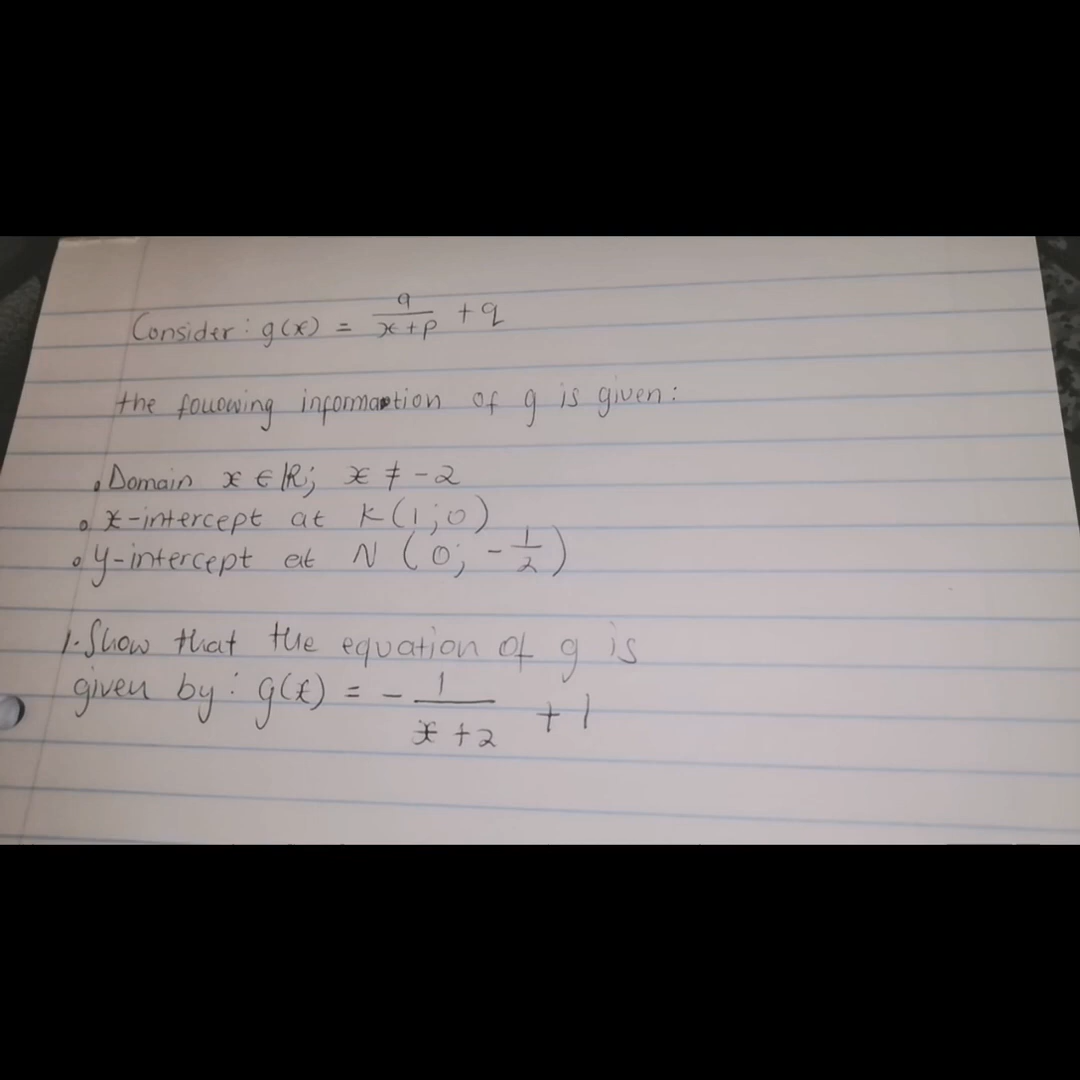 Consider: g(x) = a/(x+p) + q
the following information of g is given:
• Domain x ∈ ℝ; x ≠ -2
• x-intercept at K(1;0)
• y-intercept at N (0; -1/2)
1. Show that the equation of g is
given by: g(x) = - 1/(x+2) + 1